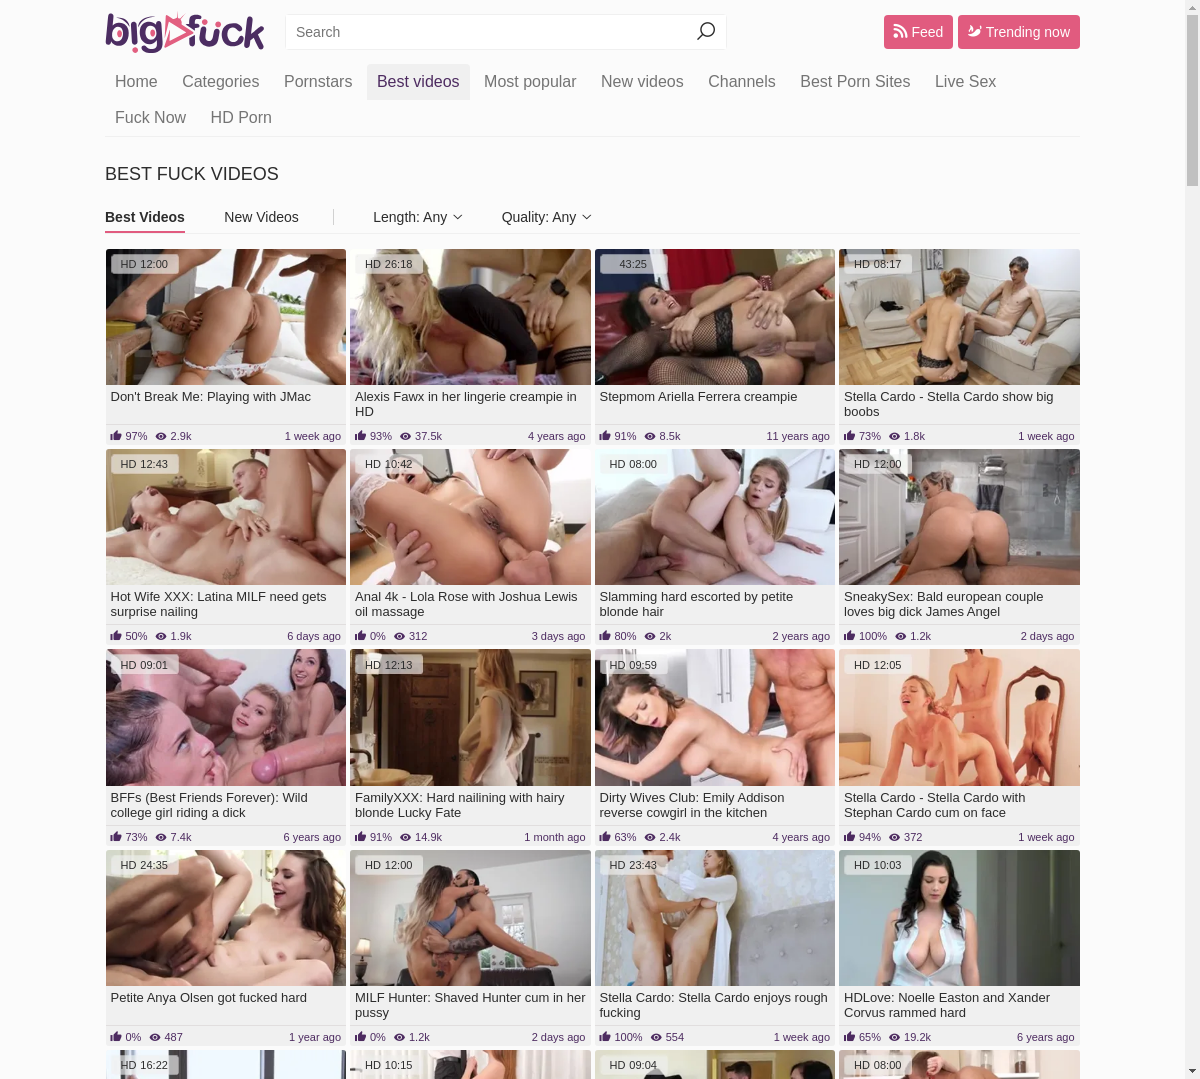 bigfuck
Search
Feed
Trending now
Home Categories Pornstars Best videos Most popular New videos Channels Best Porn Sites Live Sex
Fuck Now HD Porn
BEST FUCK VIDEOS
Best Videos New Videos Length: Any Quality: Any
HD 12:00
HD 26:18
43:25
HD 08:17
Don't Break Me: Playing with JMac
Alexis Fawx in her lingerie creampie in
HD
Stepmom Ariella Ferrera creampie
Stella Cardo - Stella Cardo show big
boobs
97% 2.9k 1 week ago
93% 37.5k 4 years ago
91% 8.5k 11 years ago
73% 1.8k 1 week ago
HD 12:43
HD 10:42
HD 08:00
HD 12:00
Hot Wife XXX: Latina MILF need gets
surprise nailing
Anal 4k - Lola Rose with Joshua Lewis
oil massage
Slamming hard escorted by petite
blonde hair
SneakySex: Bald european couple
loves big dick James Angel
50% 1.9k 6 days ago
0% 312 3 days ago
80% 2k 2 years ago
100% 1.2k 2 days ago
HD 09:01
HD 12:13
HD 09:59
HD 12:05
BFFs (Best Friends Forever): Wild
college girl riding a dick
FamilyXXX: Hard nailining with hairy
blonde Lucky Fate
Dirty Wives Club: Emily Addison
reverse cowgirl in the kitchen
Stella Cardo - Stella Cardo with
Stephan Cardo cum on face
73% 7.4k 6 years ago
91% 14.9k 1 month ago
63% 2.4k 4 years ago
94% 372 1 week ago
HD 24:35
HD 12:00
HD 23:43
HD 10:03
Petite Anya Olsen got fucked hard
MILF Hunter: Shaved Hunter cum in her
pussy
Stella Cardo: Stella Cardo enjoys rough
fucking
HDLove: Noelle Easton and Xander
Corvus rammed hard
0% 487 1 year ago
0% 1.2k 2 days ago
100% 554 1 week ago
65% 19.2k 6 years ago
HD 16:22
HD 10:15
HD 09:04
HD 08:00